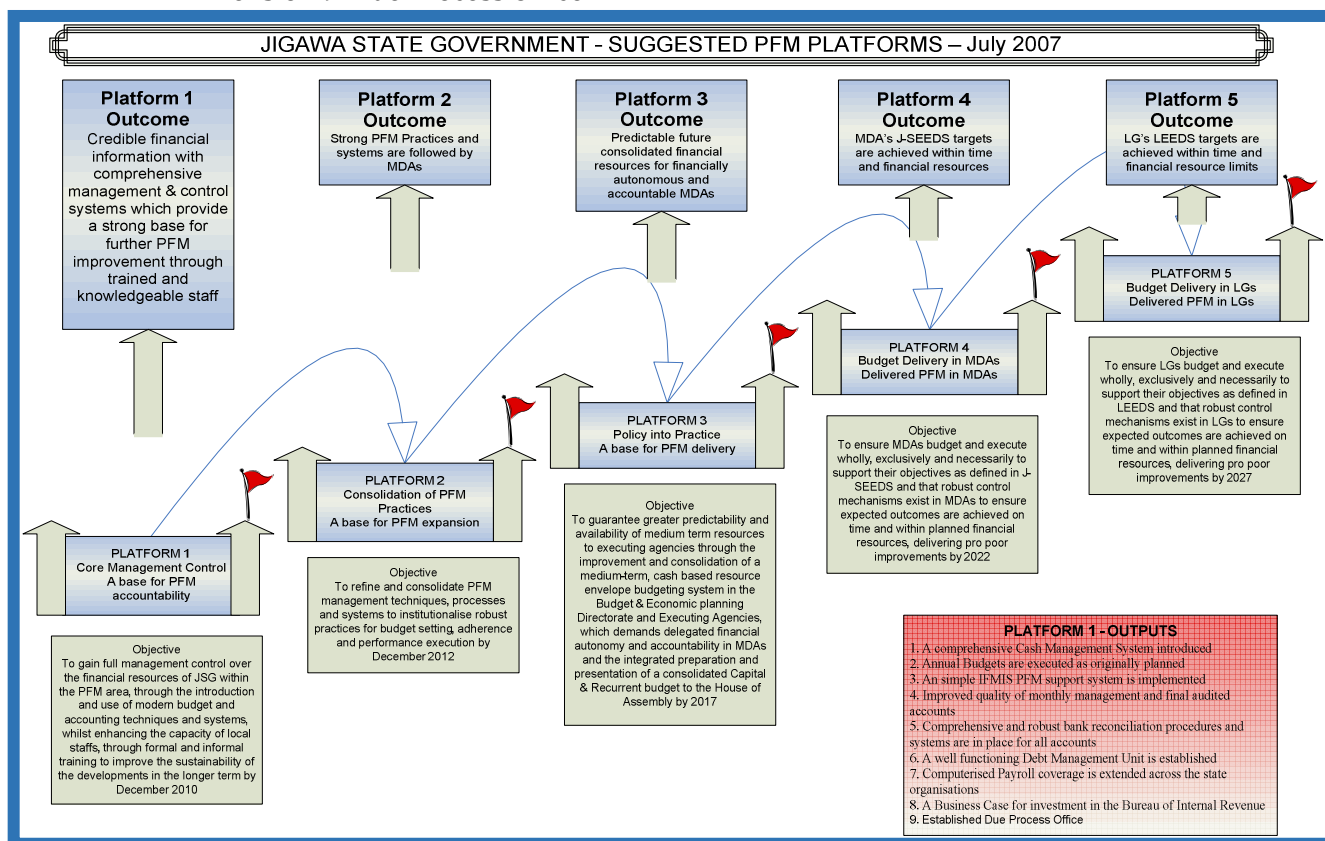 JIGAWA STATE GOVERNMENT - SUGGESTED PFM PLATFORMS – July 2007
Platform 1
Outcome
Credible financial
information with
comprehensive
management & control
systems which provide
a strong base for
further PFM
improvement through
trained and
knowledgeable staff
Platform 2
Outcome
Strong PFM Practices and
systems are followed by
MDAs
Platform 3
Outcome
Predictable future
consolidated financial
resources for financially
autonomous and
accountable MDAs
Platform 4
Outcome
MDA's J-SEEDS targets
are achieved within time
and financial resources
Platform 5
Outcome
LG's LEEDS targets are
achieved within time and
financial resource limits
PLATFORM 1
Core Management Control
A base for PFM
accountability
Objective
To gain full management control over
the financial resources of JSG within
the PFM area, through the introduction
and use of modern budget and
accounting techniques and systems,
whilst enhancing the capacity of local
staffs, through formal and informal
training to improve the sustainability of
the developments in the longer term by
December 2010
PLATFORM 2
Consolidation of PFM
Practices
A base for PFM expansion
Objective
To refine and consolidate PFM
management techniques, processes
and systems to institutionalise robust
practices for budget setting, adherence
and performance execution by
December 2012
PLATFORM 3
Policy into Practice
A base for PFM delivery
Objective
To guarantee greater predictability and
availability of medium term resources
to executing agencies through the
improvement and consolidation of a
medium-term, cash based resource
envelope budgeting system in the
Budget & Economic planning
Directorate and Executing Agencies,
which demands delegated financial
autonomy and accountability in MDAs
and the integrated preparation and
presentation of a consolidated Capital
& Recurrent budget to the House of
Assembly by 2017
PLATFORM 4
Budget Delivery in MDAs
Delivered PFM in MDAs
Objective
To ensure MDAs budget and execute
wholly, exclusively and necessarily to
support their objectives as defined in J-
SEEDS and that robust control
mechanisms exist in MDAs to ensure
expected outcomes are achieved on
time and within planned financial
resources, delivering pro poor
improvements by 2022
PLATFORM 5
Budget Delivery in LGs
Delivered PFM in LGs
Objective
To ensure LGs budget and execute
wholly, exclusively and necessarily to
support their objectives as defined in
LEEDS and that robust control
mechanisms exist in LGs to ensure
expected outcomes are achieved on
time and within planned financial
resources, delivering pro poor
improvements by 2027
PLATFORM 1 - OUTPUTS
1. A comprehensive Cash Management System introduced
2. Annual Budgets are executed as originally planned
3. An simple IFMIS PFM support system is implemented
4. Improved quality of monthly management and final audited
accounts
5. Comprehensive and robust bank reconciliation procedures and
systems are in place for all accounts
6. A well functioning Debt Management Unit is established
7. Computerised Payroll coverage is extended across the state
organisations
8. A Business Case for investment in the Bureau of Internal Revenue
9. Established Due Process Office